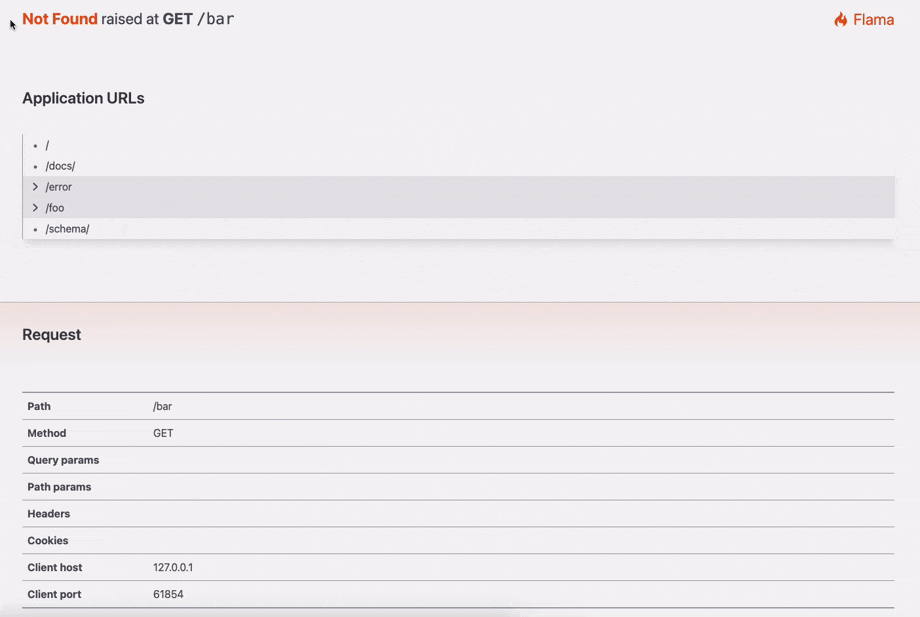 Not Found raised at GET /bar
Flama
Application URLs
/
/docs/
/error
/foo
/schema/
Request
Path /bar
Method GET
Query params
Path params
Headers
Cookies
Client host 127.0.0.1
Client port 61854